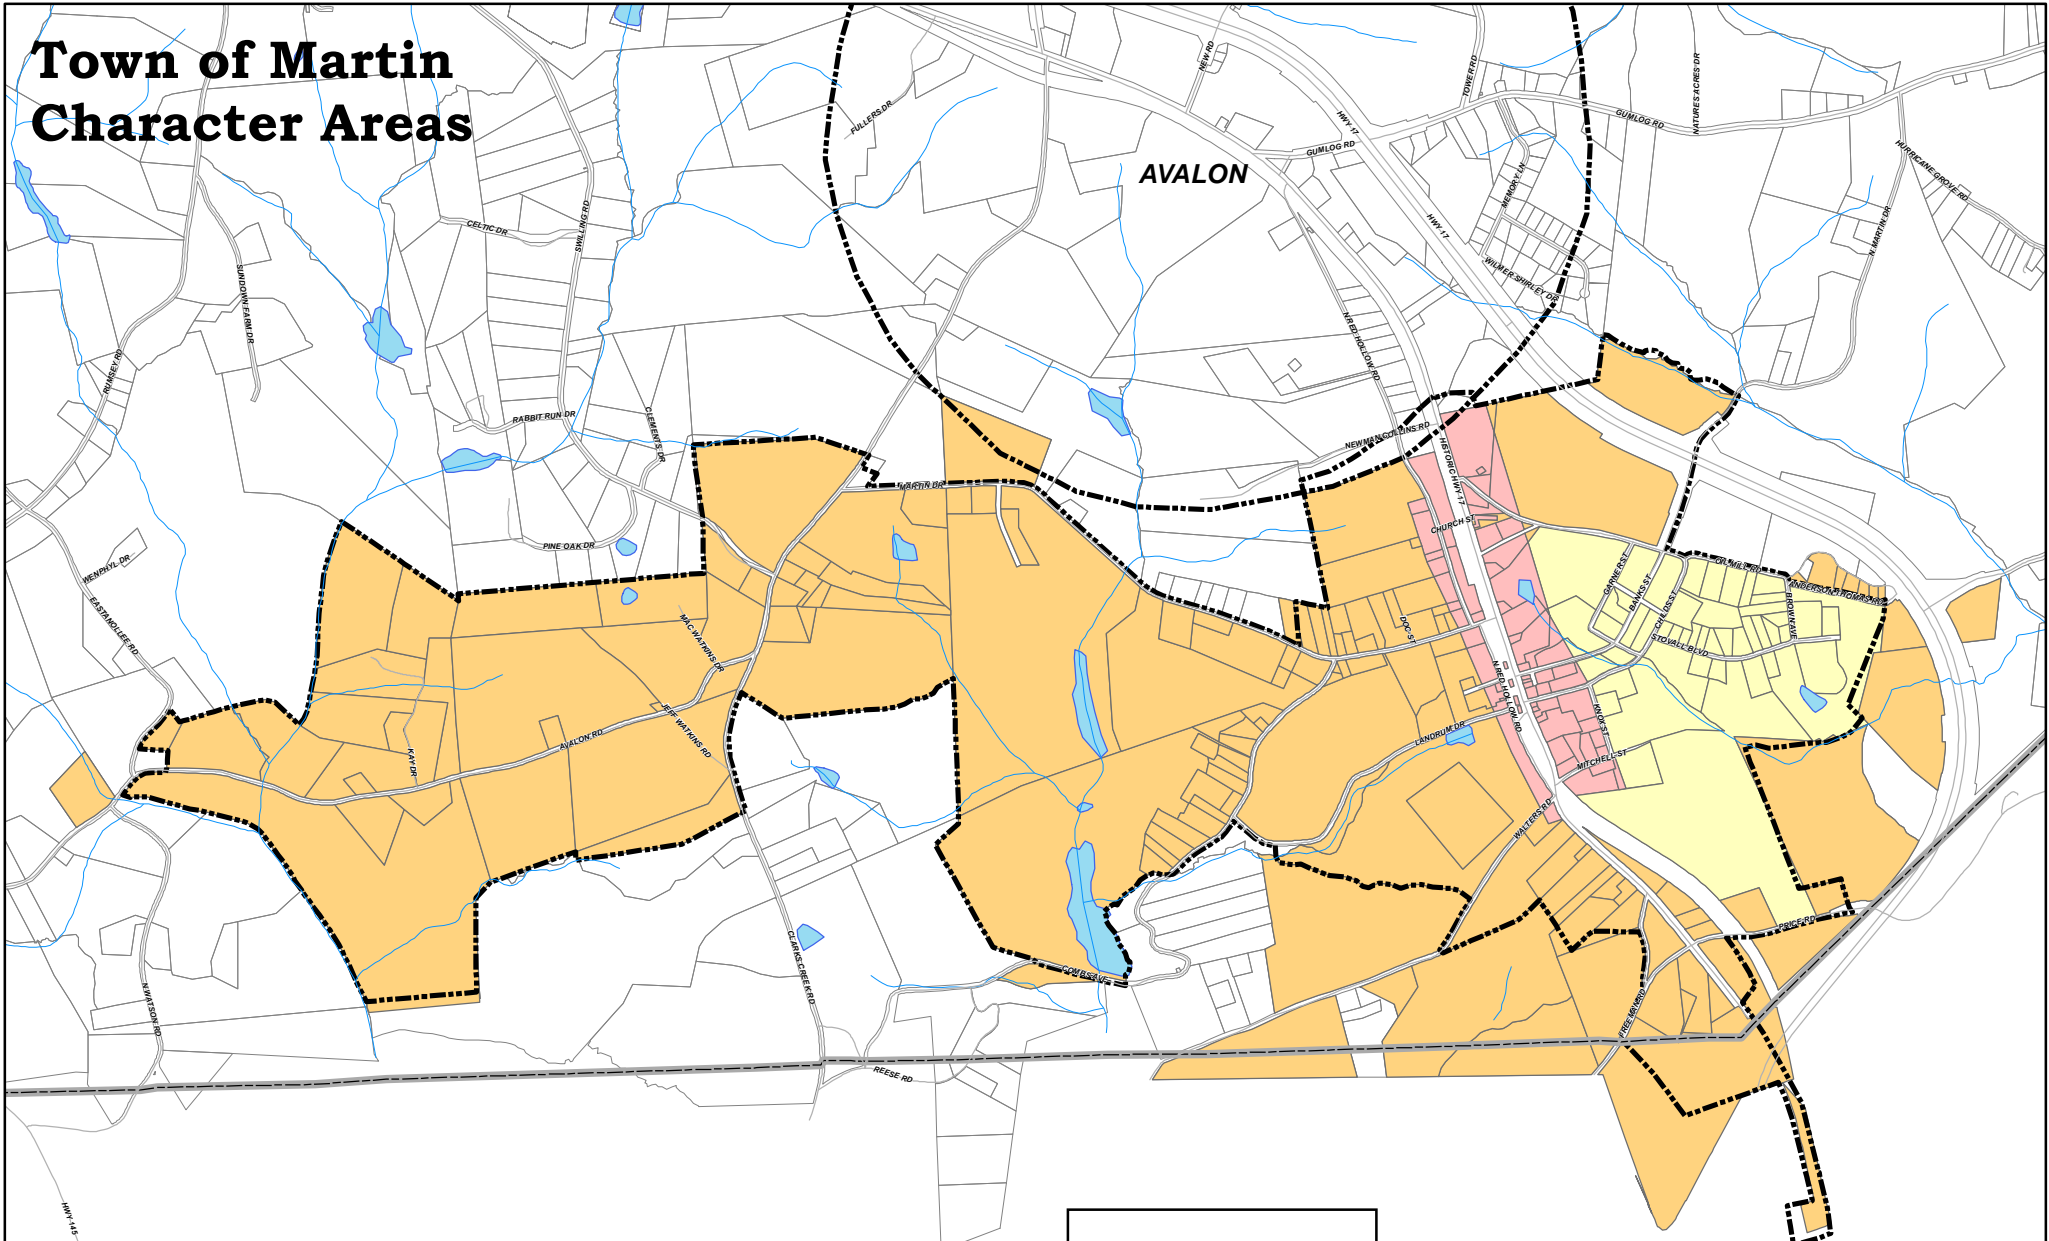 Town of Martin
Character Areas
AVALON
FULLERS DR
NEW RD
HWY 17
TOWER RD
NATURES ACRES DR
GUMLOG RD
GUMLOG RD
HURRICANE GROVE RD
MEMORY LN
N MARTIN DR
HWY 17
WILMER SHIRLEY DR
CELTIC DR
SWILLING RD
SUNDOWN FARM DR
RUMSEY RD
N RED HOLLOW RD
RABBIT RUN DR
CLEMENTS DR
NEWMAN COLLINS RD
HISTORIC HWY 17
MARTIN DR
CHURCH ST
PINE OAK DR
WENPHYL DR
EASTANOLLEE RD
GARNER ST
BANKS ST
CHILDS ST
OIL MILL RD
ANDERSON THOMAS RD
BROWN AVE
STOVALL BLVD
DOC ST
MAC WATKINS DR
JEFF WATKINS RD
AVALON RD
KAY DR
N RED HOLLOW RD
KNOX ST
LANDRUM DR
MITCHELL ST
WALTERS RD
PRICE RD
CLARKS CREEK RD
COMBS AVE
N WATSON RD
FREEMAN RD
REESE RD
HWY 145